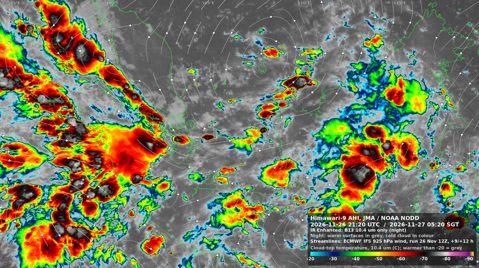 Himawari-9 AHI, JMA / NOAA NODD
2026-11-26 21:20 UTC / 2026-11-27 05:20 SGT
IR Enhanced: B13 10.4 um only (night)
Night: warm surfaces in grey, cold cloud in colour
Streamlines: ECMWF IFS 925 hPa wind, run 26 Nov 12Z, +9/+12 h
Cloud-top temperature, 10.4 um (C); warmer than -20 = grey
-20 -30 -40 -50 -60 -70 -80 -90